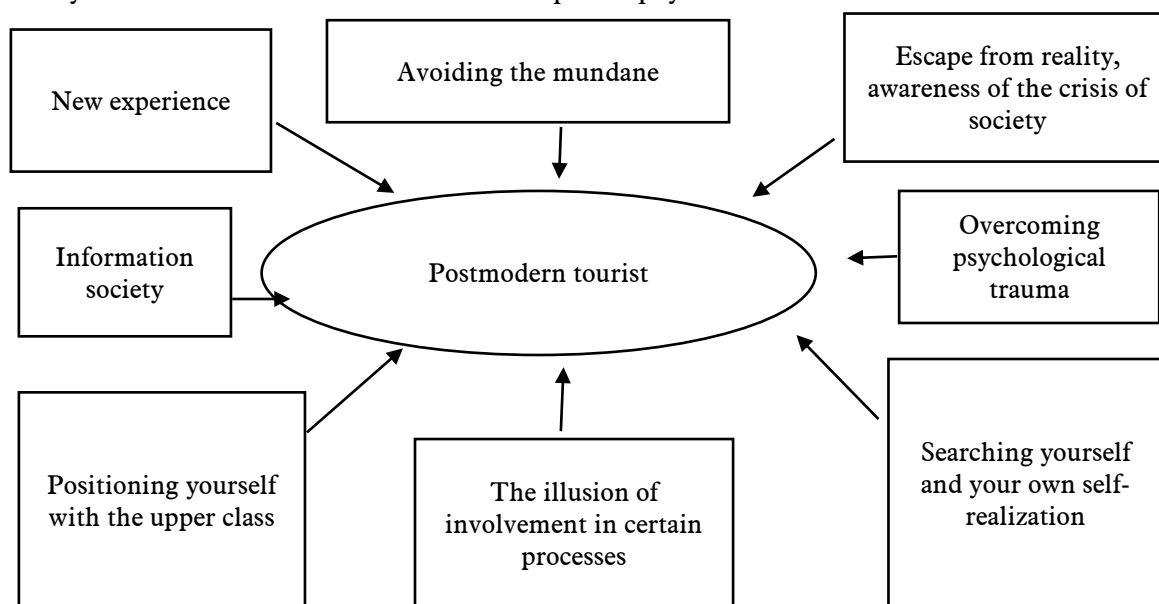 New experience
Avoiding the mundane
Escape from reality,
awareness of the crisis of
society
Information
society
Postmodern tourist
Overcoming
psychological
trauma
Positioning yourself
with the upper class
The illusion of
involvement in certain
processes
Searching yourself
and your own self-
realization